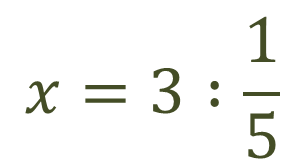 x = 3 : 1/5